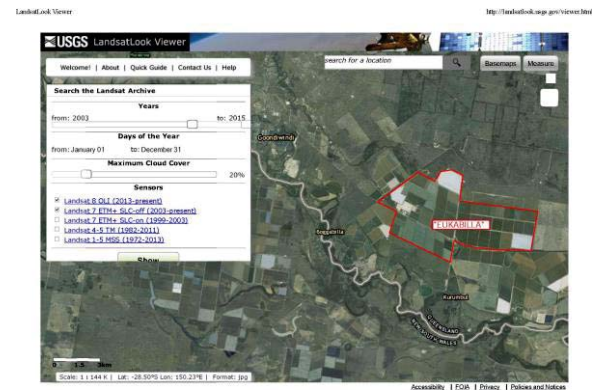 LandsatLook Viewer
http://landsatlook.usgs.gov/viewer.html
USGS LandsatLook Viewer
Welcome! | About | Quick Guide | Contact Us | Help
search for a location
Basemaps
Measure
Search the Landsat Archive
Years
from: 2003
to: 2015
Days of the Year
from: January 01
to: December 31
Maximum Cloud Cover
20%
Sensors
Landsat 8 OLI (2013-present)
Landsat 7 ETM+ SLC-off (2003-present)
Landsat 7 ETM+ SLC-on (1999-2003)
Landsat 4-5 TM (1982-2011)
Landsat 1-5 MSS (1972-2013)
Show
Goondiwindi
"EUKABILLA"
Boggabilla
Kurumbul
QUEENSLAND
NEW SOUTH WALES
0 1.5 3km
Scale: 1 : 144 K | Lat: -28.50°S Lon: 150.23°E | Format: jpg
Accessibility | FOIA | Privacy | Policies and Notices